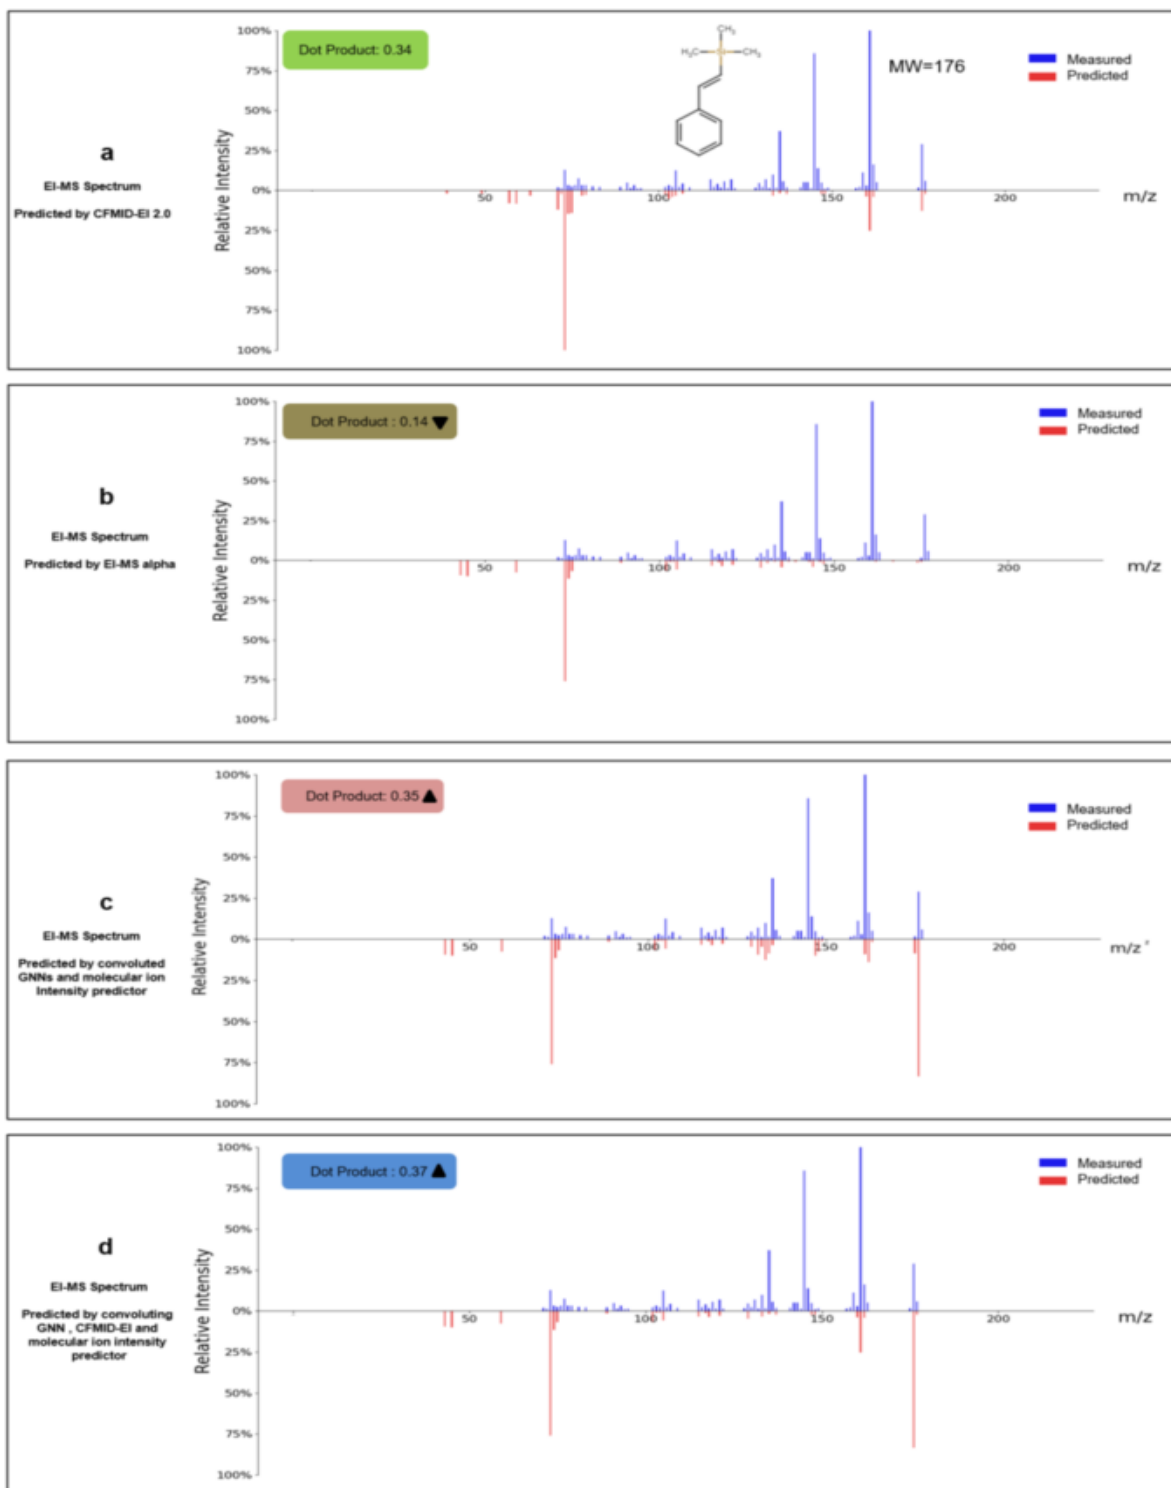 100%
Dot Product: 0.34
CH₃
H₃C Si CH₃
MW=176
Measured
Predicted
75%
50%
25%
0%
25%
50%
75%
100%
50
100
150
200
m/z
Relative Intensity
a
EI-MS Spectrum
Predicted by CFMID-EI 2.0
100%
Dot Product : 0.14▼
Measured
Predicted
75%
50%
25%
0%
25%
50%
75%
100%
50
100
150
200
m/z
Relative Intensity
b
EI-MS Spectrum
Predicted by EI-MS alpha
100%
Dot Product: 0.35▲
Measured
Predicted
75%
50%
25%
0%
25%
50%
75%
100%
50
100
150
200
m/z
Relative Intensity
c
EI-MS Spectrum
Predicted by convoluted
GNNs and molecular ion
Intensity predictor
100%
Dot Product : 0.37▲
Measured
Predicted
75%
50%
25%
0%
25%
50%
75%
100%
50
100
150
200
m/z
Relative Intensity
d
EI-MS Spectrum
Predicted by convoluting
GNN , CFMID-EI and
molecular ion intensity
predictor